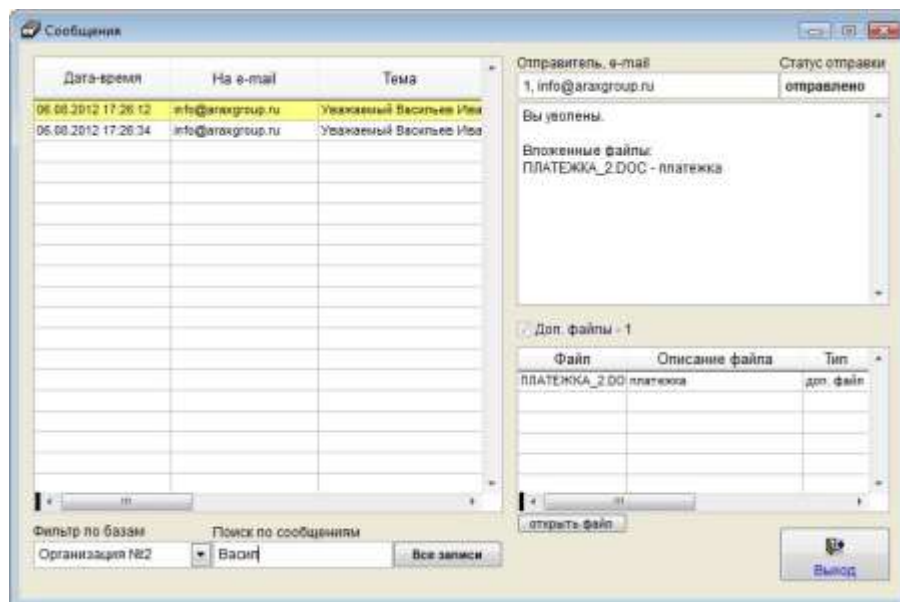 Сообщения
Дата-время На e-mail Тема
06.08.2012 17:26:12 info@araxgroup.ru Уважаемый Васильев Ива
06.08.2012 17:26:34 info@araxgroup.ru Уважаемый Васильев Ива
Фильтр по базам Поиск по сообщениям
Организация №2 Васил Все записи
Отправитель, e-mail Статус отправки
1, info@araxgroup.ru отправлено
Вы уволены.
Вложенные файлы:
ПЛАТЕЖКА_2.DOC - платежка
Доп. файлы - 1
Файл Описание файла Тип
ПЛАТЕЖКА_2.DO платежка доп. файл
открыть файл
Выход